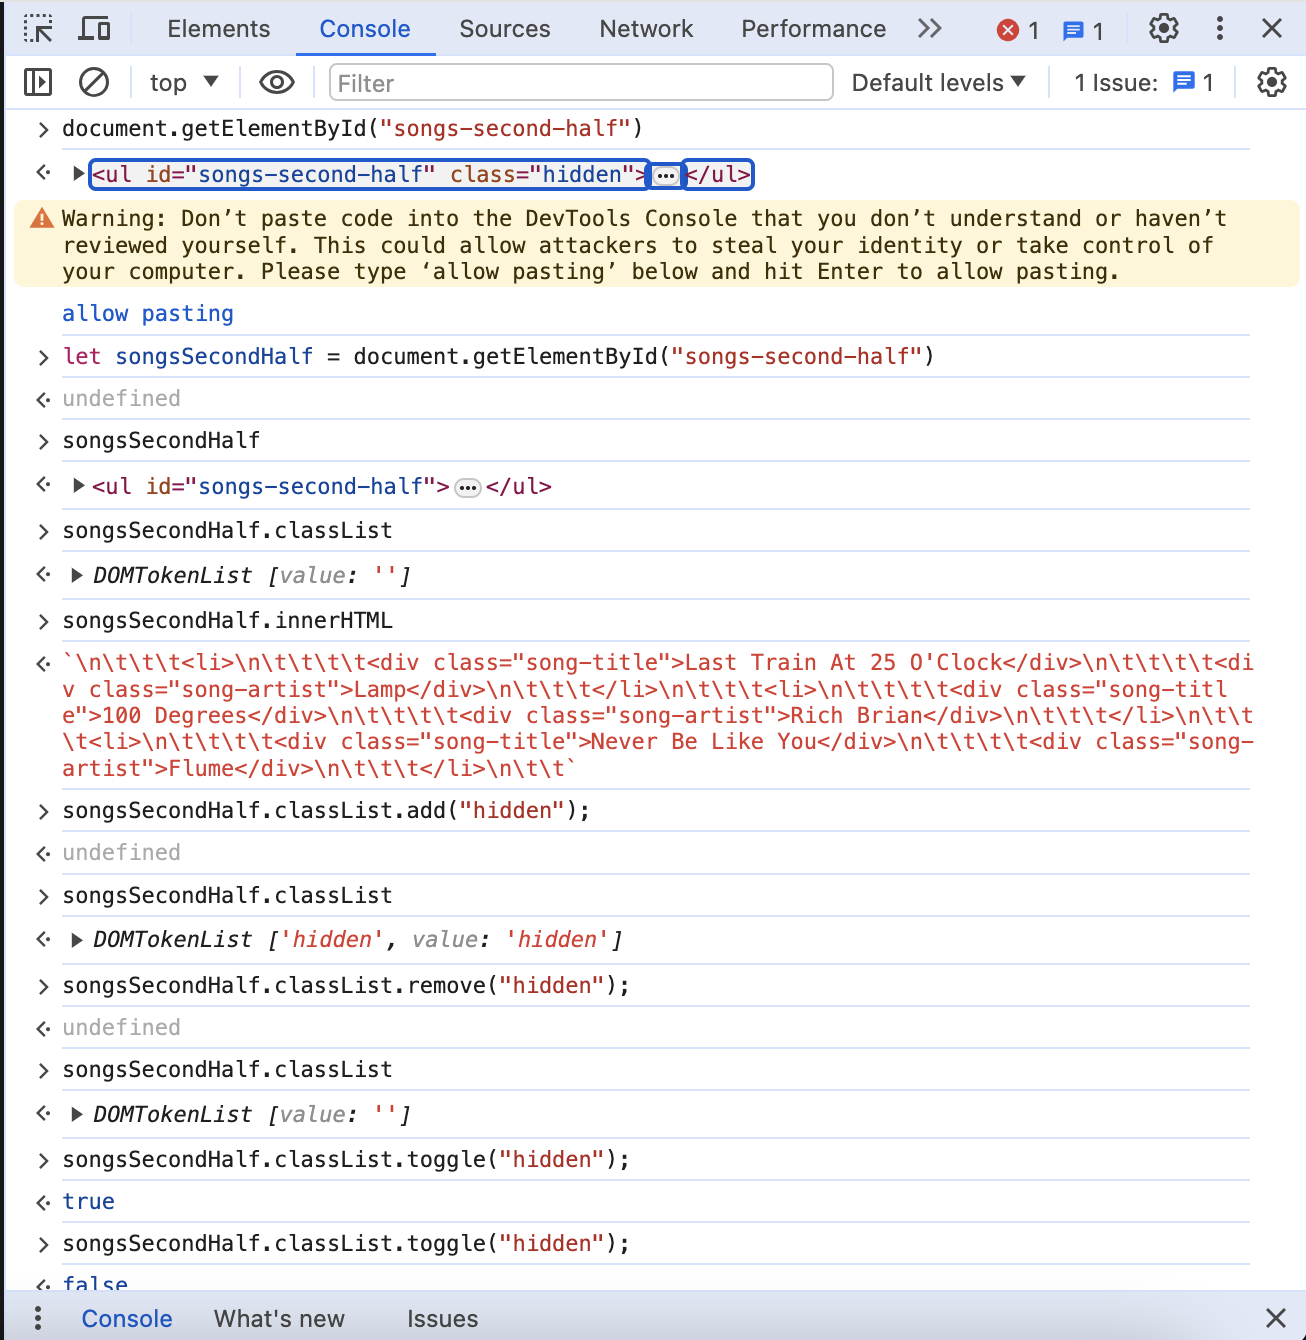 Elements Console Sources Network Performance 1 1
top Filter Default levels 1 Issue: 1
document.getElementById("songs-second-half")
<ul id="songs-second-half" class="hidden">…</ul>
Warning: Don’t paste code into the DevTools Console that you don’t understand or haven’t
reviewed yourself. This could allow attackers to steal your identity or take control of
your computer. Please type ‘allow pasting’ below and hit Enter to allow pasting.
allow pasting
let songsSecondHalf = document.getElementById("songs-second-half")
undefined
songsSecondHalf
<ul id="songs-second-half">…</ul>
songsSecondHalf.classList
DOMTokenList [value: '']
songsSecondHalf.innerHTML
`\n\t\t\t<li>\n\t\t\t\t<div class="song-title">Last Train At 25 O'Clock</div>\n\t\t\t\t<di
v class="song-artist">Lamp</div>\n\t\t\t</li>\n\t\t\t<li>\n\t\t\t\t<div class="song-titl
e">100 Degrees</div>\n\t\t\t\t<div class="song-artist">Rich Brian</div>\n\t\t\t</li>\n\t\t
\t<li>\n\t\t\t\t<div class="song-title">Never Be Like You</div>\n\t\t\t\t<div class="song-
artist">Flume</div>\n\t\t\t</li>\n\t\t`
songsSecondHalf.classList.add("hidden");
undefined
songsSecondHalf.classList
DOMTokenList ['hidden', value: 'hidden']
songsSecondHalf.classList.remove("hidden");
undefined
songsSecondHalf.classList
DOMTokenList [value: '']
songsSecondHalf.classList.toggle("hidden");
true
songsSecondHalf.classList.toggle("hidden");
false
Console What's new Issues